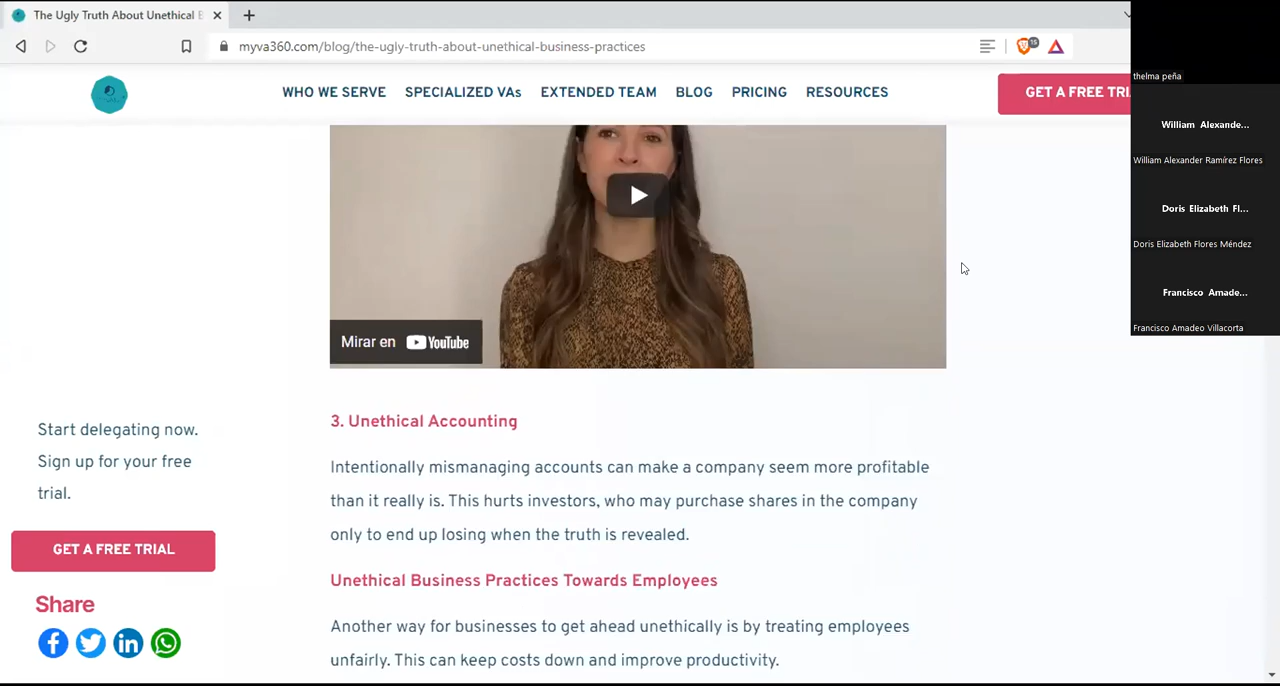 The Ugly Truth About Unethical B
myva360.com/blog/the-ugly-truth-about-unethical-business-practices
15
WHO WE SERVE
SPECIALIZED VAs
EXTENDED TEAM
BLOG
PRICING
RESOURCES
GET A FREE TRI
thelma peña
William Alexande...
William Alexander Ramírez Flores
Doris Elizabeth Fl...
Doris Elizabeth Flores Méndez
Francisco Amade...
Francisco Amadeo Villacorta
Mirar en YouTube
3. Unethical Accounting
Intentionally mismanaging accounts can make a company seem more profitable
than it really is. This hurts investors, who may purchase shares in the company
only to end up losing when the truth is revealed.
Unethical Business Practices Towards Employees
Another way for businesses to get ahead unethically is by treating employees
unfairly. This can keep costs down and improve productivity.
Start delegating now.
Sign up for your free
trial.
GET A FREE TRIAL
Share